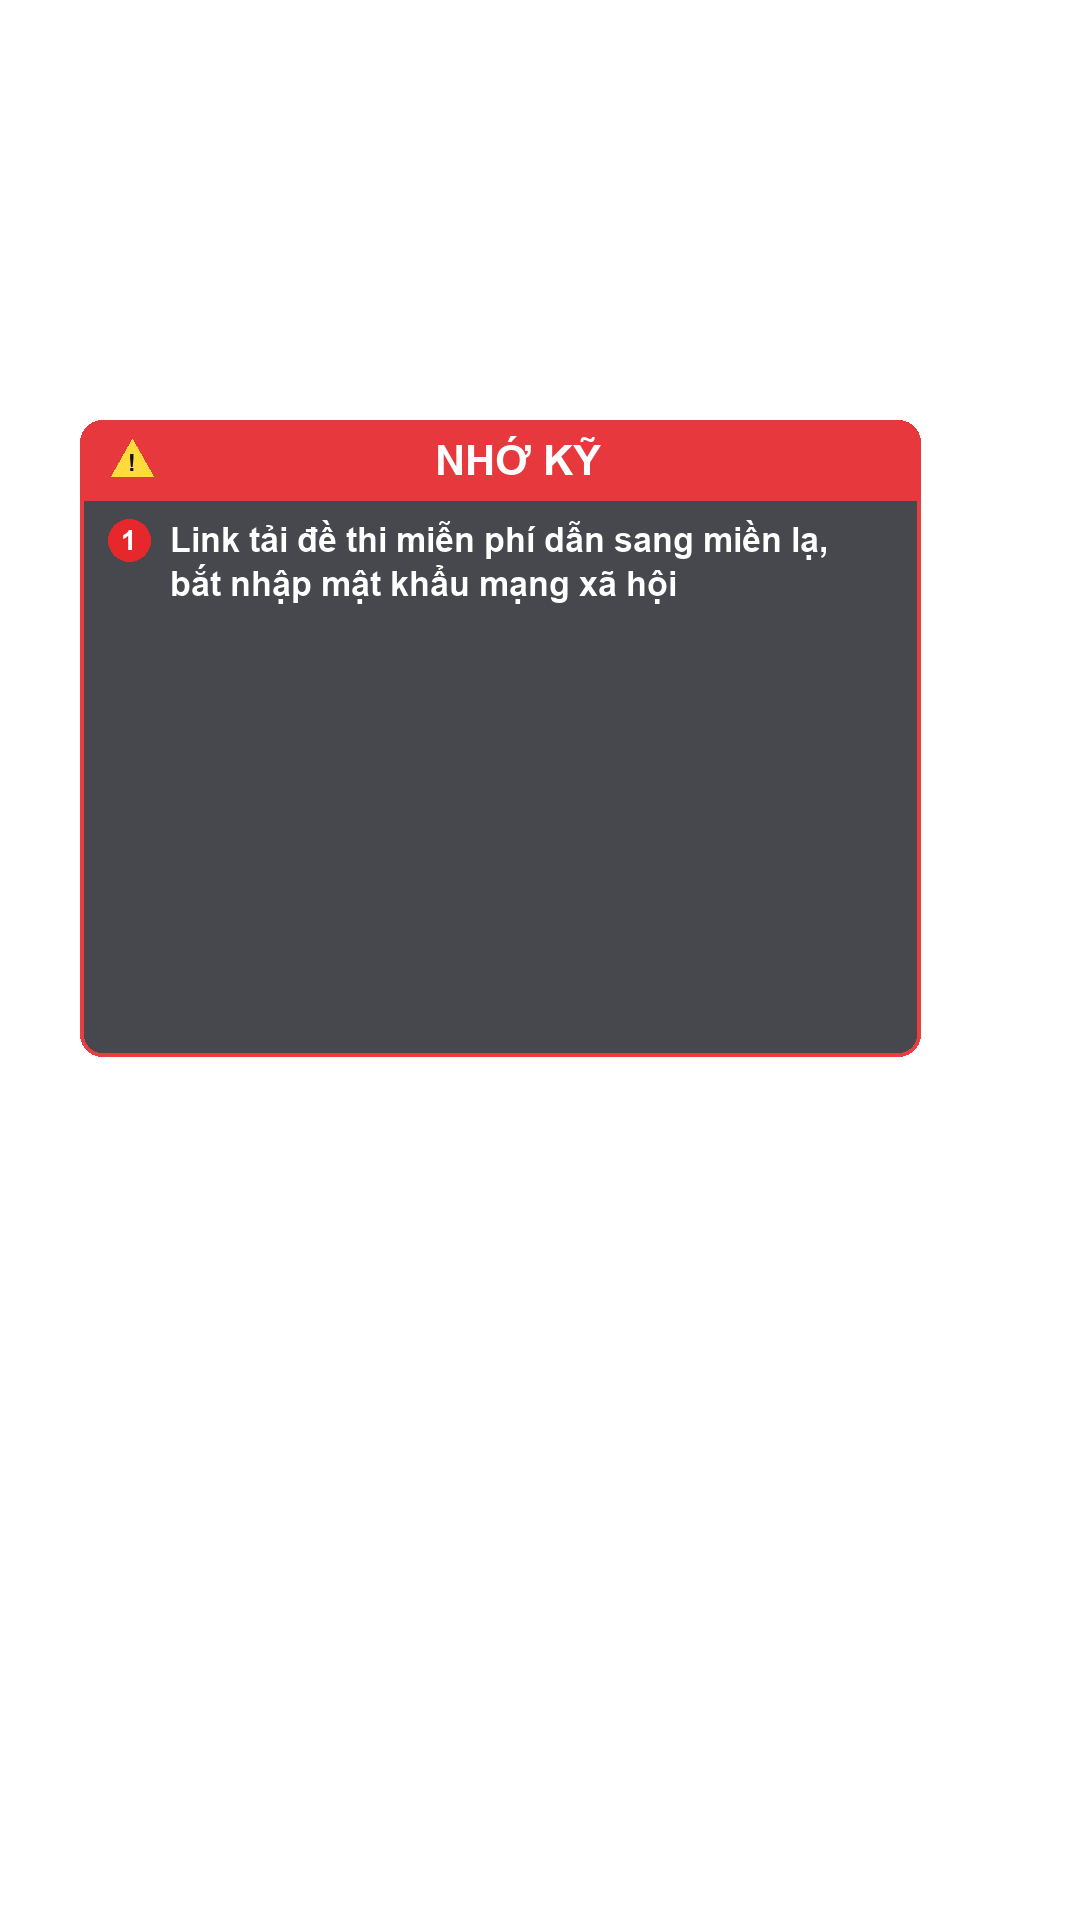 !
NHỚ KỸ
1 Link tải đề thi miễn phí dẫn sang miền lạ,
bắt nhập mật khẩu mạng xã hội